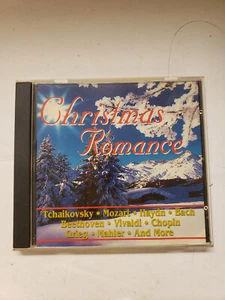 Christmas
Romance
Tchaikovsky • Mozart • Haydn • Bach
Beethoven • Vivaldi • Chopin
Grieg • Mahler • And More